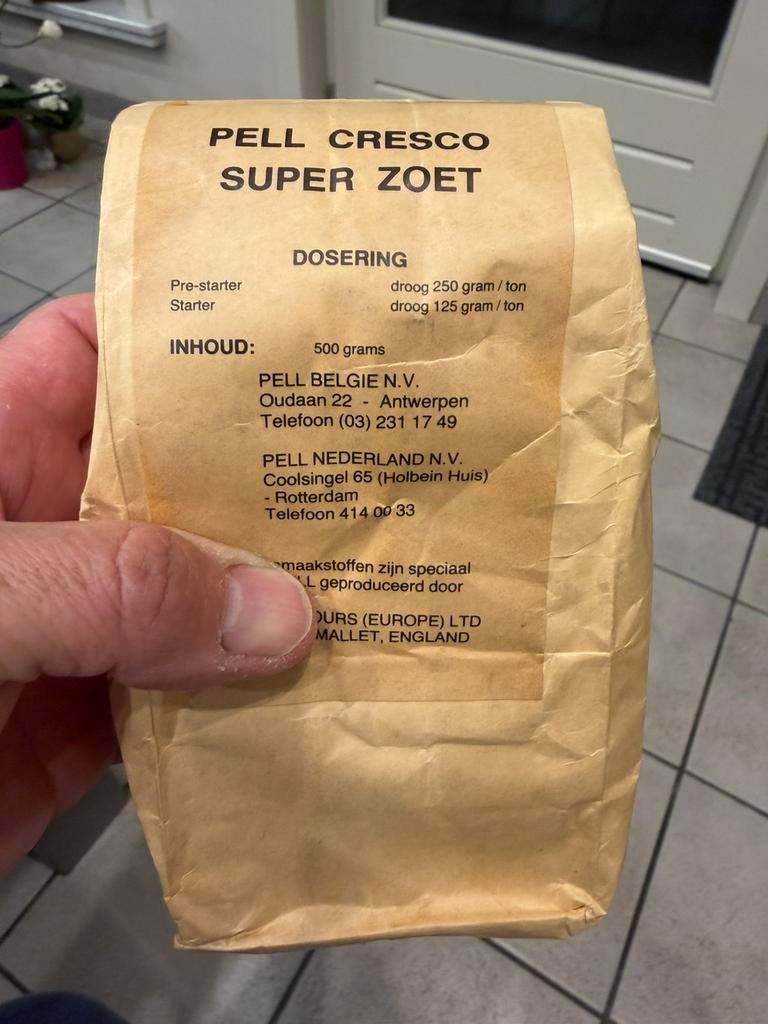 PELL CRESCO
SUPER ZOET
DOSERING
Pre-starter droog 250 gram / ton
Starter droog 125 gram / ton
INHOUD: 500 grams
PELL BELGIE N.V.
Oudaan 22 - Antwerpen
Telefoon (03) 231 17 49
PELL NEDERLAND N.V.
Coolsingel 65 (Holbein Huis)
- Rotterdam
Telefoon 414 00 33
zijn speciaal
geproduceerd door
(EUROPE) LTD
MALLET, ENGLAND